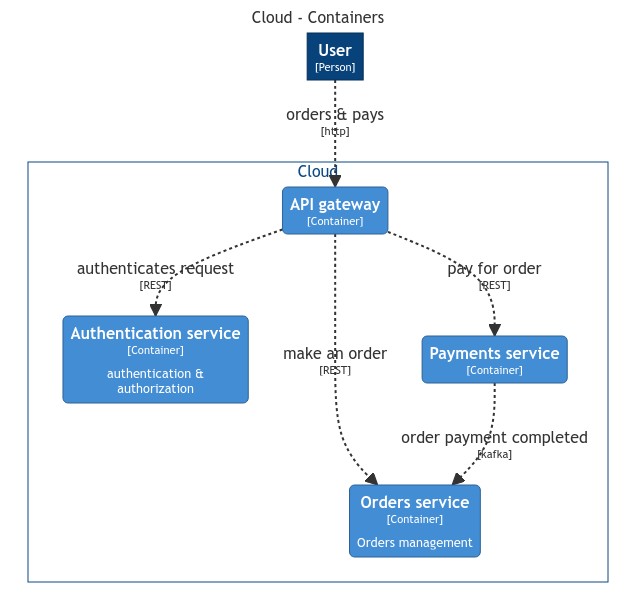 Cloud - Containers
User
[Person]
orders & pays
[http]
Cloud
API gateway
[Container]
authenticates request
[REST]
pay for order
[REST]
Authentication service
[Container]
authentication &
authorization
make an order
[REST]
Payments service
[Container]
order payment completed
[kafka]
Orders service
[Container]
Orders management